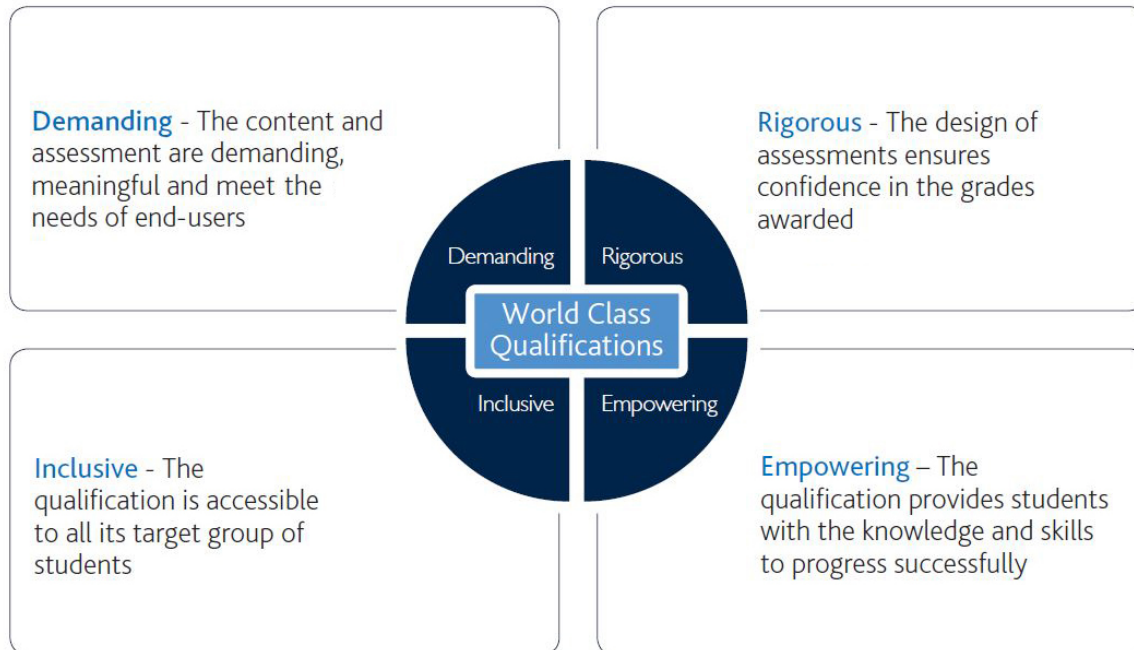 Demanding - The content and
assessment are demanding,
meaningful and meet the
needs of end-users
Rigorous - The design of
assessments ensures
confidence in the grades
awarded
Demanding
Rigorous
World Class
Qualifications
Inclusive
Empowering
Inclusive - The
qualification is accessible
to all its target group of
students
Empowering – The
qualification provides students
with the knowledge and skills
to progress successfully